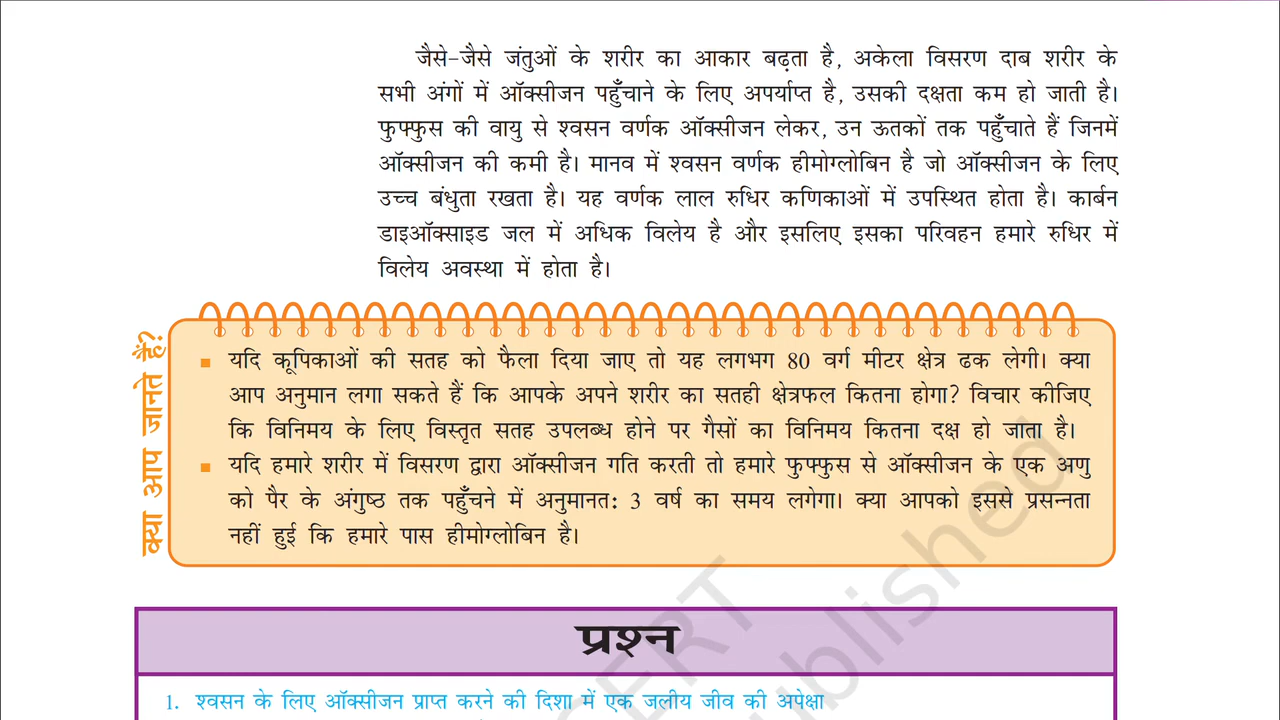 जैसे-जैसे जंतुओं के शरीर का आकार बढ़ता है, अकेला विसरण दाब शरीर के
सभी अंगों में ऑक्सीजन पहुँचाने के लिए अपर्याप्त है, उसकी दक्षता कम हो जाती है।
फुफ्फुस की वायु से श्वसन वर्णक ऑक्सीजन लेकर, उन ऊतकों तक पहुँचाते हैं जिनमें
ऑक्सीजन की कमी है। मानव में श्वसन वर्णक हीमोग्लोबिन है जो ऑक्सीजन के लिए
उच्च बंधुता रखता है। यह वर्णक लाल रुधिर कणिकाओं में उपस्थित होता है। कार्बन
डाइऑक्साइड जल में अधिक विलेय है और इसलिए इसका परिवहन हमारे रुधिर में
विलेय अवस्था में होता है।
क्या आप जानते हैं?
▪ यदि कूपिकाओं की सतह को फैला दिया जाए तो यह लगभग 80 वर्ग मीटर क्षेत्र ढक लेगी। क्या
आप अनुमान लगा सकते हैं कि आपके अपने शरीर का सतही क्षेत्रफल कितना होगा? विचार कीजिए
कि विनिमय के लिए विस्तृत सतह उपलब्ध होने पर गैसों का विनिमय कितना दक्ष हो जाता है।
▪ यदि हमारे शरीर में विसरण द्वारा ऑक्सीजन गति करती तो हमारे फुफ्फुस से ऑक्सीजन के एक अणु
को पैर के अंगुष्ठ तक पहुँचने में अनुमानतः 3 वर्ष का समय लगेगा। क्या आपको इससे प्रसन्नता
नहीं हुई कि हमारे पास हीमोग्लोबिन है।
प्रश्न
1. श्वसन के लिए ऑक्सीजन प्राप्त करने की दिशा में एक जलीय जीव की अपेक्षा